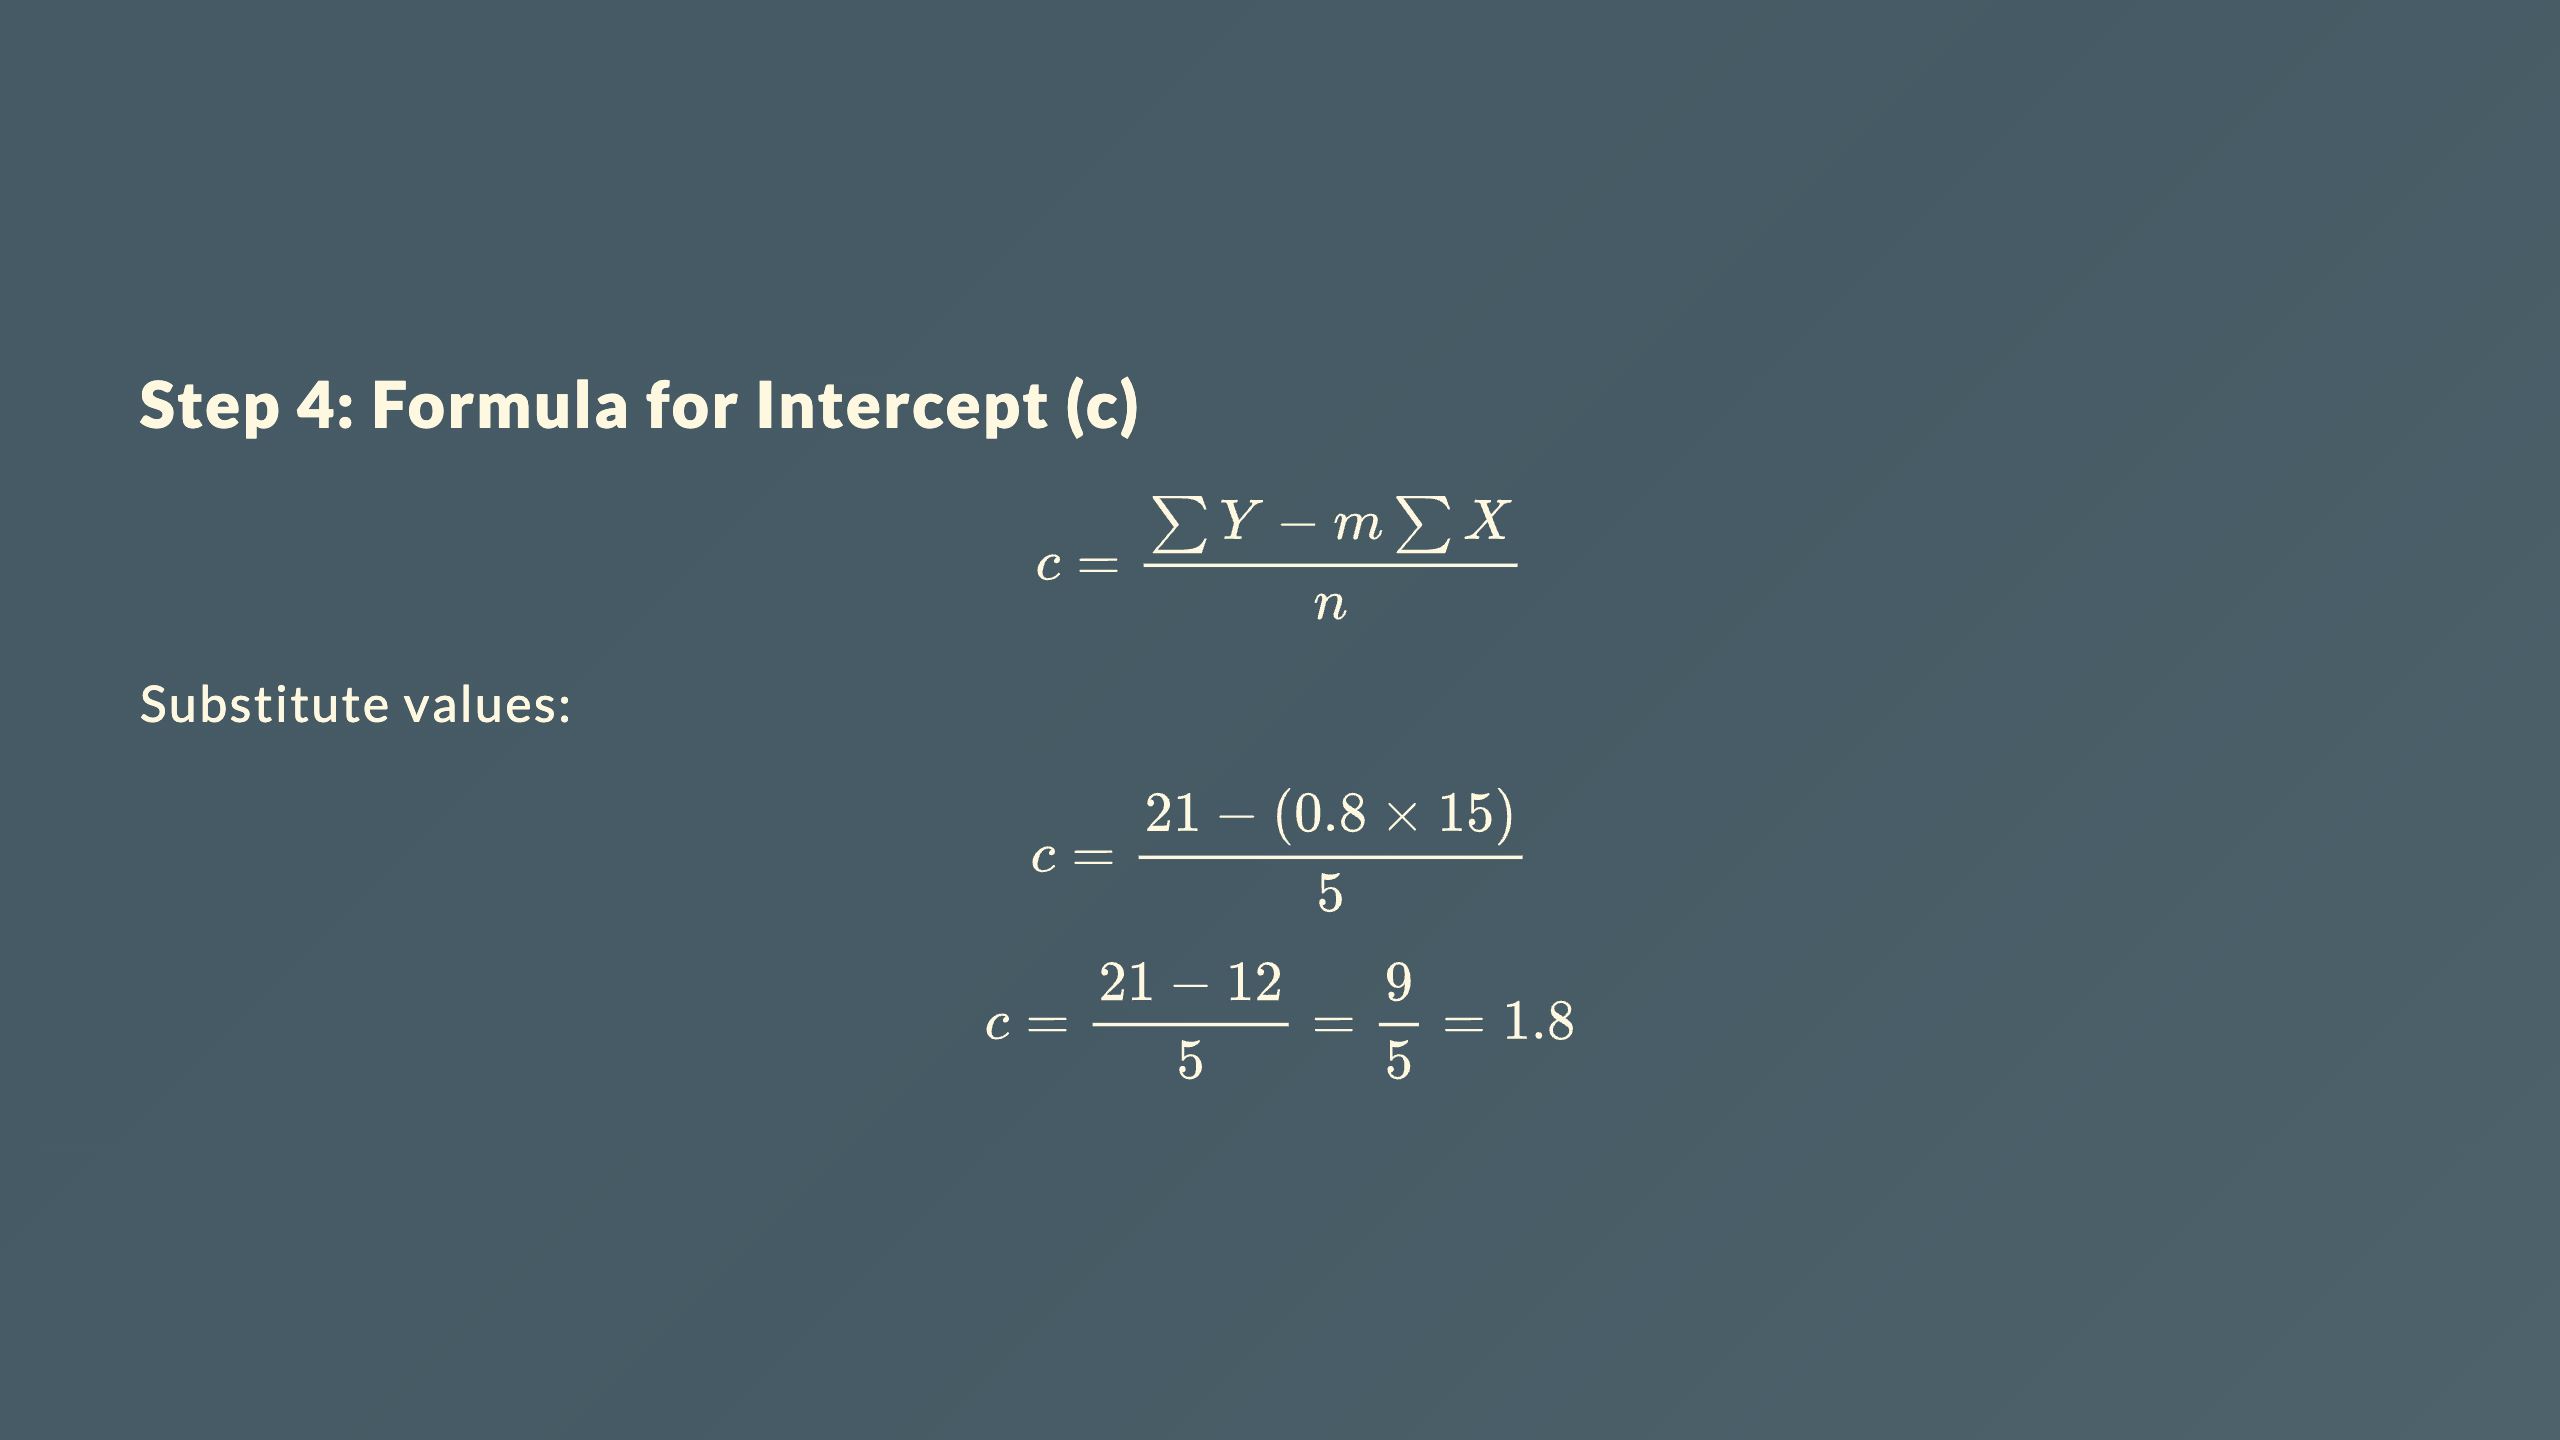 Step 4: Formula for Intercept (c)
c = (∑Y − m∑X) / n
Substitute values:
c = (21 − (0.8 × 15)) / 5
c = (21 − 12) / 5 = 9 / 5 = 1.8